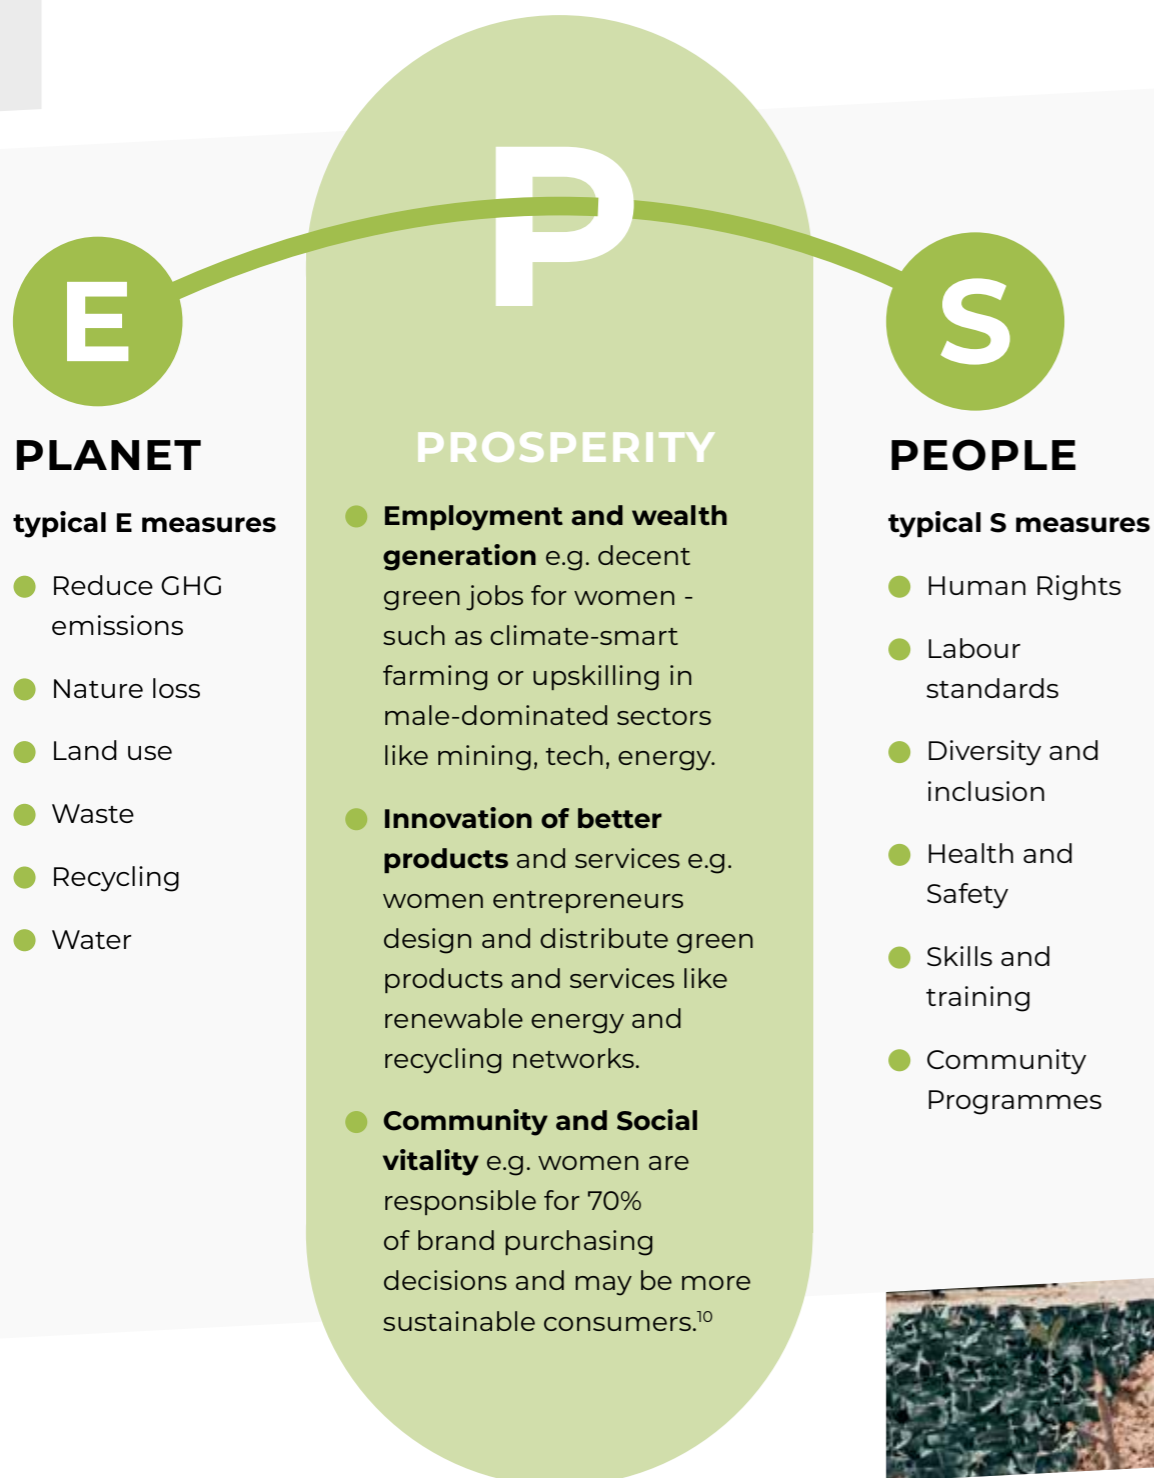 E
PLANET
typical E measures
Reduce GHG
emissions
Nature loss
Land use
Waste
Recycling
Water
P
PROSPERITY
Employment and wealth
generation e.g. decent
green jobs for women -
such as climate-smart
farming or upskilling in
male-dominated sectors
like mining, tech, energy.
Innovation of better
products and services e.g.
women entrepreneurs
design and distribute green
products and services like
renewable energy and
recycling networks.
Community and Social
vitality e.g. women are
responsible for 70%
of brand purchasing
decisions and may be more
sustainable consumers.¹⁰
S
PEOPLE
typical S measures
Human Rights
Labour
standards
Diversity and
inclusion
Health and
Safety
Skills and
training
Community
Programmes